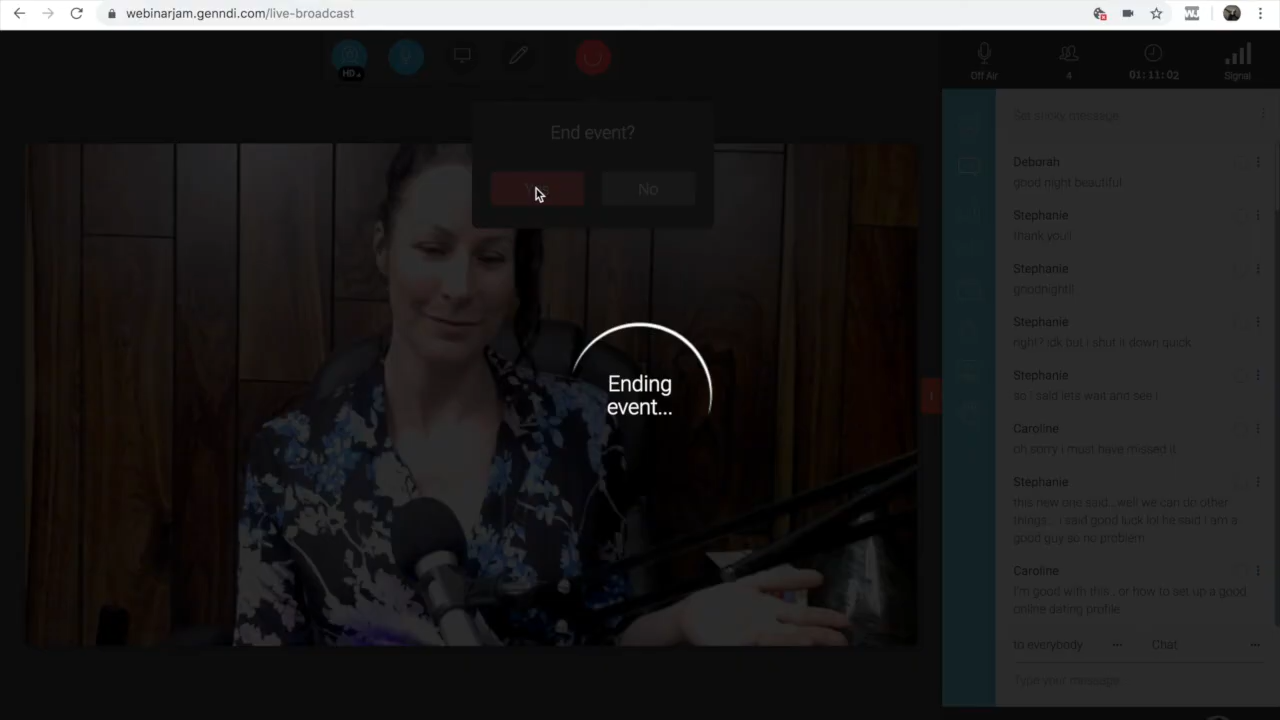 webinarjam.genndi.com/live-broadcast
HD
Off Air
4
01:11:02
Signal
End event?
Yes
No
Ending
event...
Set sticky message
Deborah
good night beautiful
Stephanie
thank you!!
Stephanie
gnodnight!!
Stephanie
right? idk but i shut it down quick
Stephanie
so i said lets wait and see l
Caroline
oh sorry i must have missed it
Stephanie
this new one said...well we can do other
things... i said good luck lol he said i am a
good guy so no problem
Caroline
I'm good with this , or how to set up a good
online dating profile
to everybody
Chat
Type your message